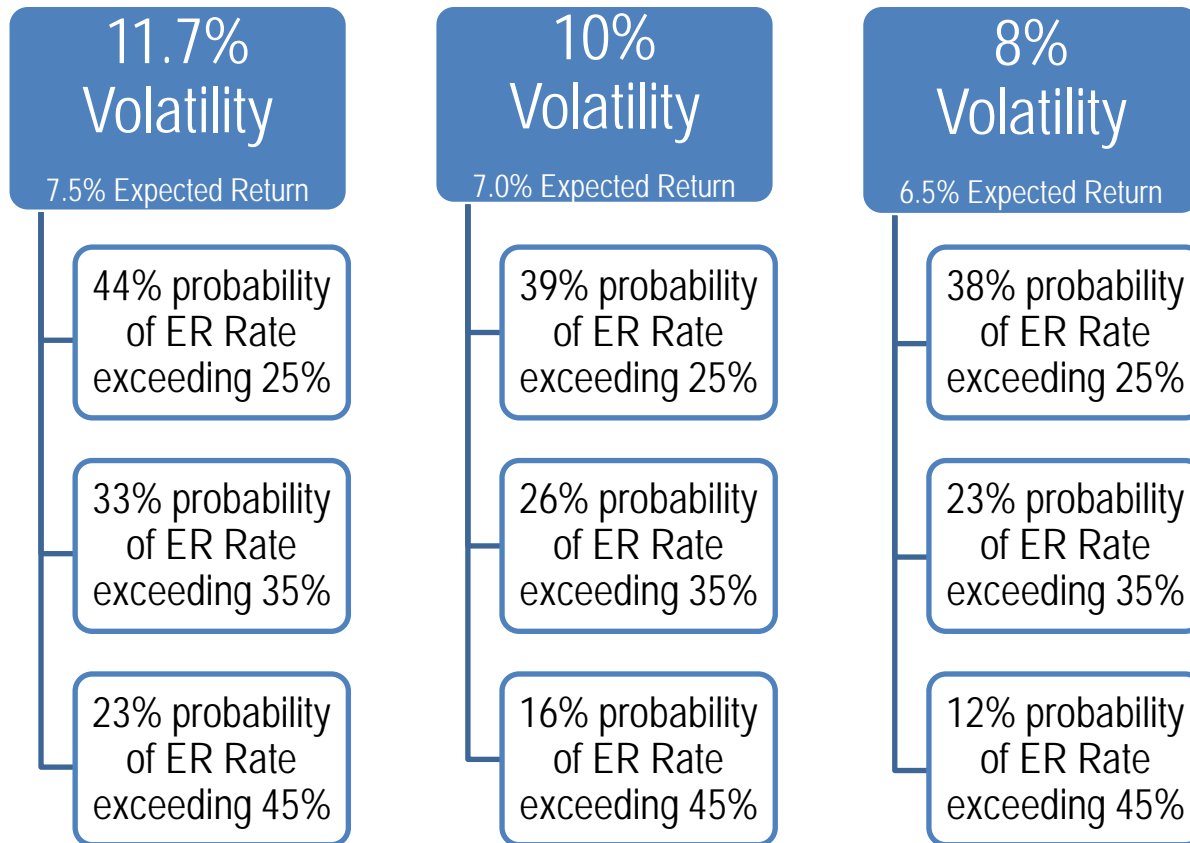 11.7%
Volatility
7.5% Expected Return
44% probability
of ER Rate
exceeding 25%
33% probability
of ER Rate
exceeding 35%
23% probability
of ER Rate
exceeding 45%
10%
Volatility
7.0% Expected Return
39% probability
of ER Rate
exceeding 25%
26% probability
of ER Rate
exceeding 35%
16% probability
of ER Rate
exceeding 45%
8%
Volatility
6.5% Expected Return
38% probability
of ER Rate
exceeding 25%
23% probability
of ER Rate
exceeding 35%
12% probability
of ER Rate
exceeding 45%